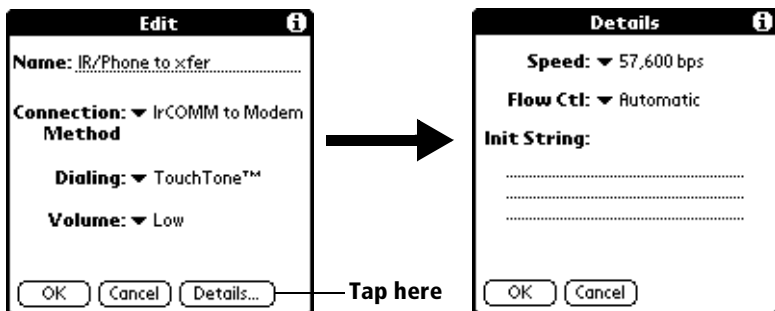 Edit
Name: IR/Phone to xfer
Connection: IrCOMM to Modem
Method
Dialing: TouchTone™
Volume: Low
OK Cancel Details...
Tap here
Details
Speed: 57,600 bps
Flow Ctl: Automatic
Init String:
OK Cancel